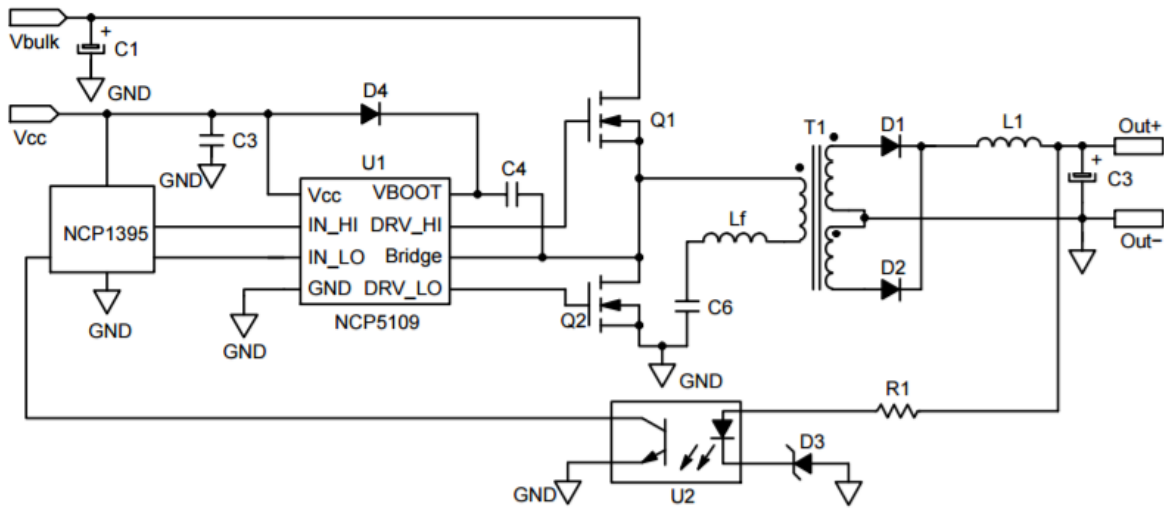 Vbulk
+
C1
GND
Vcc
C3
GND
D4
U1
Vcc
VBOOT
IN_HI
DRV_HI
IN_LO
Bridge
GND
DRV_LO
NCP5109
GND
NCP1395
GND
C4
Q1
Q2
Lf
C6
GND
T1
D1
D2
L1
Out+
+
C3
Out−
R1
D3
U2
GND